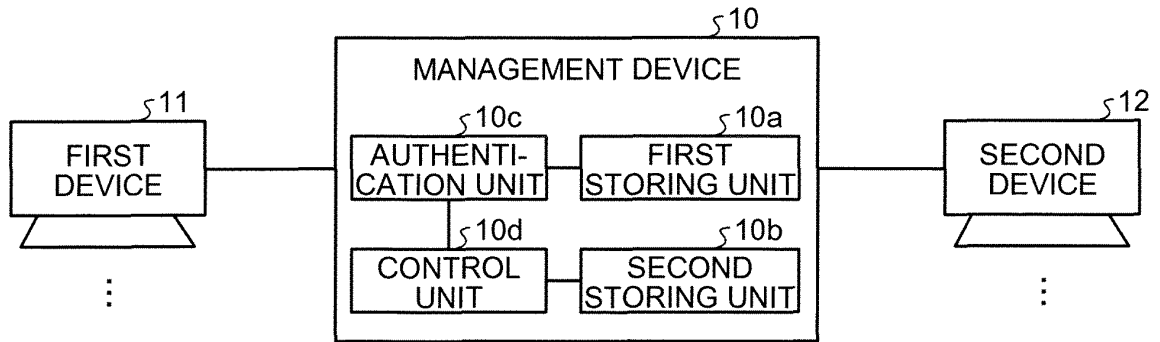 10
MANAGEMENT DEVICE
11
FIRST
DEVICE
10c
AUTHENTI-
CATION UNIT
10a
FIRST
STORING UNIT
12
SECOND
DEVICE
10d
CONTROL
UNIT
10b
SECOND
STORING UNIT